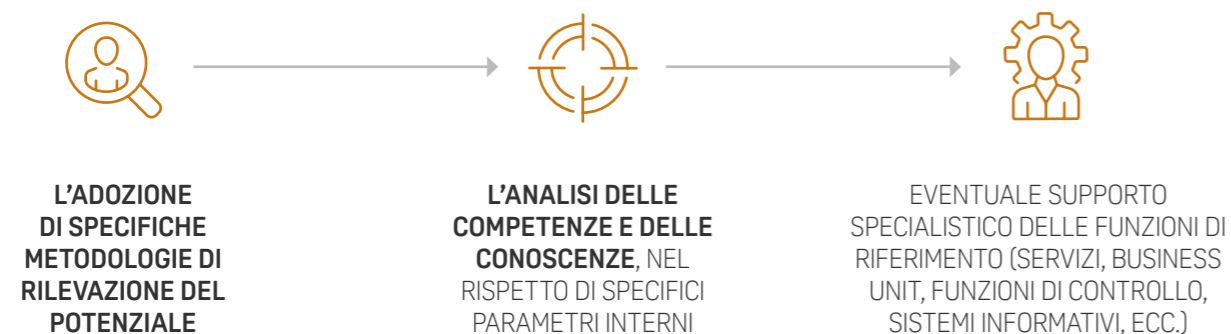 L’ADOZIONE
DI SPECIFICHE
METODOLOGIE DI
RILEVAZIONE DEL
POTENZIALE
L’ANALISI DELLE
COMPETENZE E DELLE
CONOSCENZE, NEL
RISPETTO DI SPECIFICI
PARAMETRI INTERNI
EVENTUALE SUPPORTO
SPECIALISTICO DELLE FUNZIONI DI
RIFERIMENTO (SERVIZI, BUSINESS
UNIT, FUNZIONI DI CONTROLLO,
SISTEMI INFORMATIVI, ECC.)